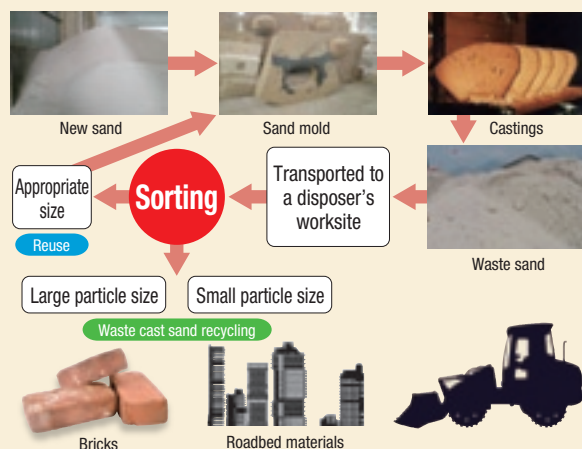 New sand
Sand mold
Castings
Appropriate
size
Sorting
Transported to
a disposer's
worksite
Reuse
Waste sand
Large particle size
Small particle size
Waste cast sand recycling
Bricks
Roadbed materials